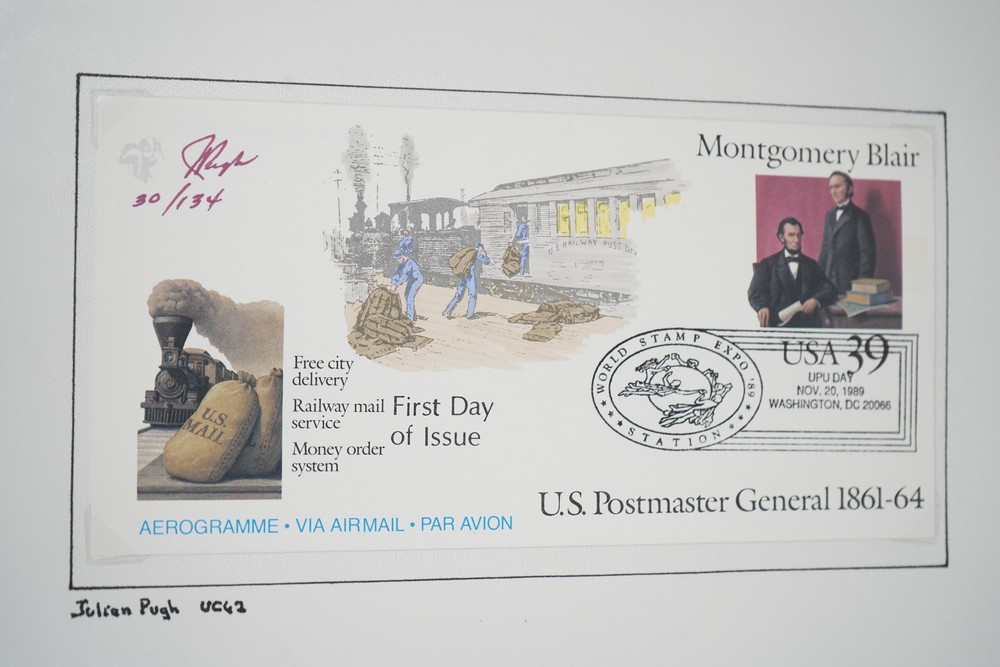 JPugh
30/134
Montgomery Blair
U.S. RAILWAY POST
U.S.
MAIL
Free city
delivery
Railway mail
service
Money order
system
First Day
of Issue
WORLD STAMP EXPO '89
STATION
USA 39
UPU DAY
NOV. 20, 1989
WASHINGTON, DC 20066
U.S. Postmaster General 1861-64
AEROGRAMME • VIA AIRMAIL • PAR AVION
Julian Pugh UC62